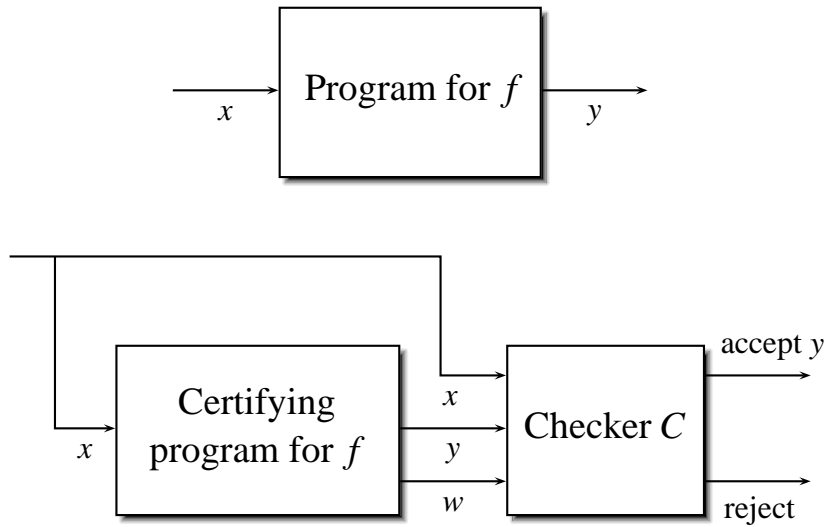 Program for f
x
y
accept y
x
Certifying
program for f
Checker C
x
y
w
reject